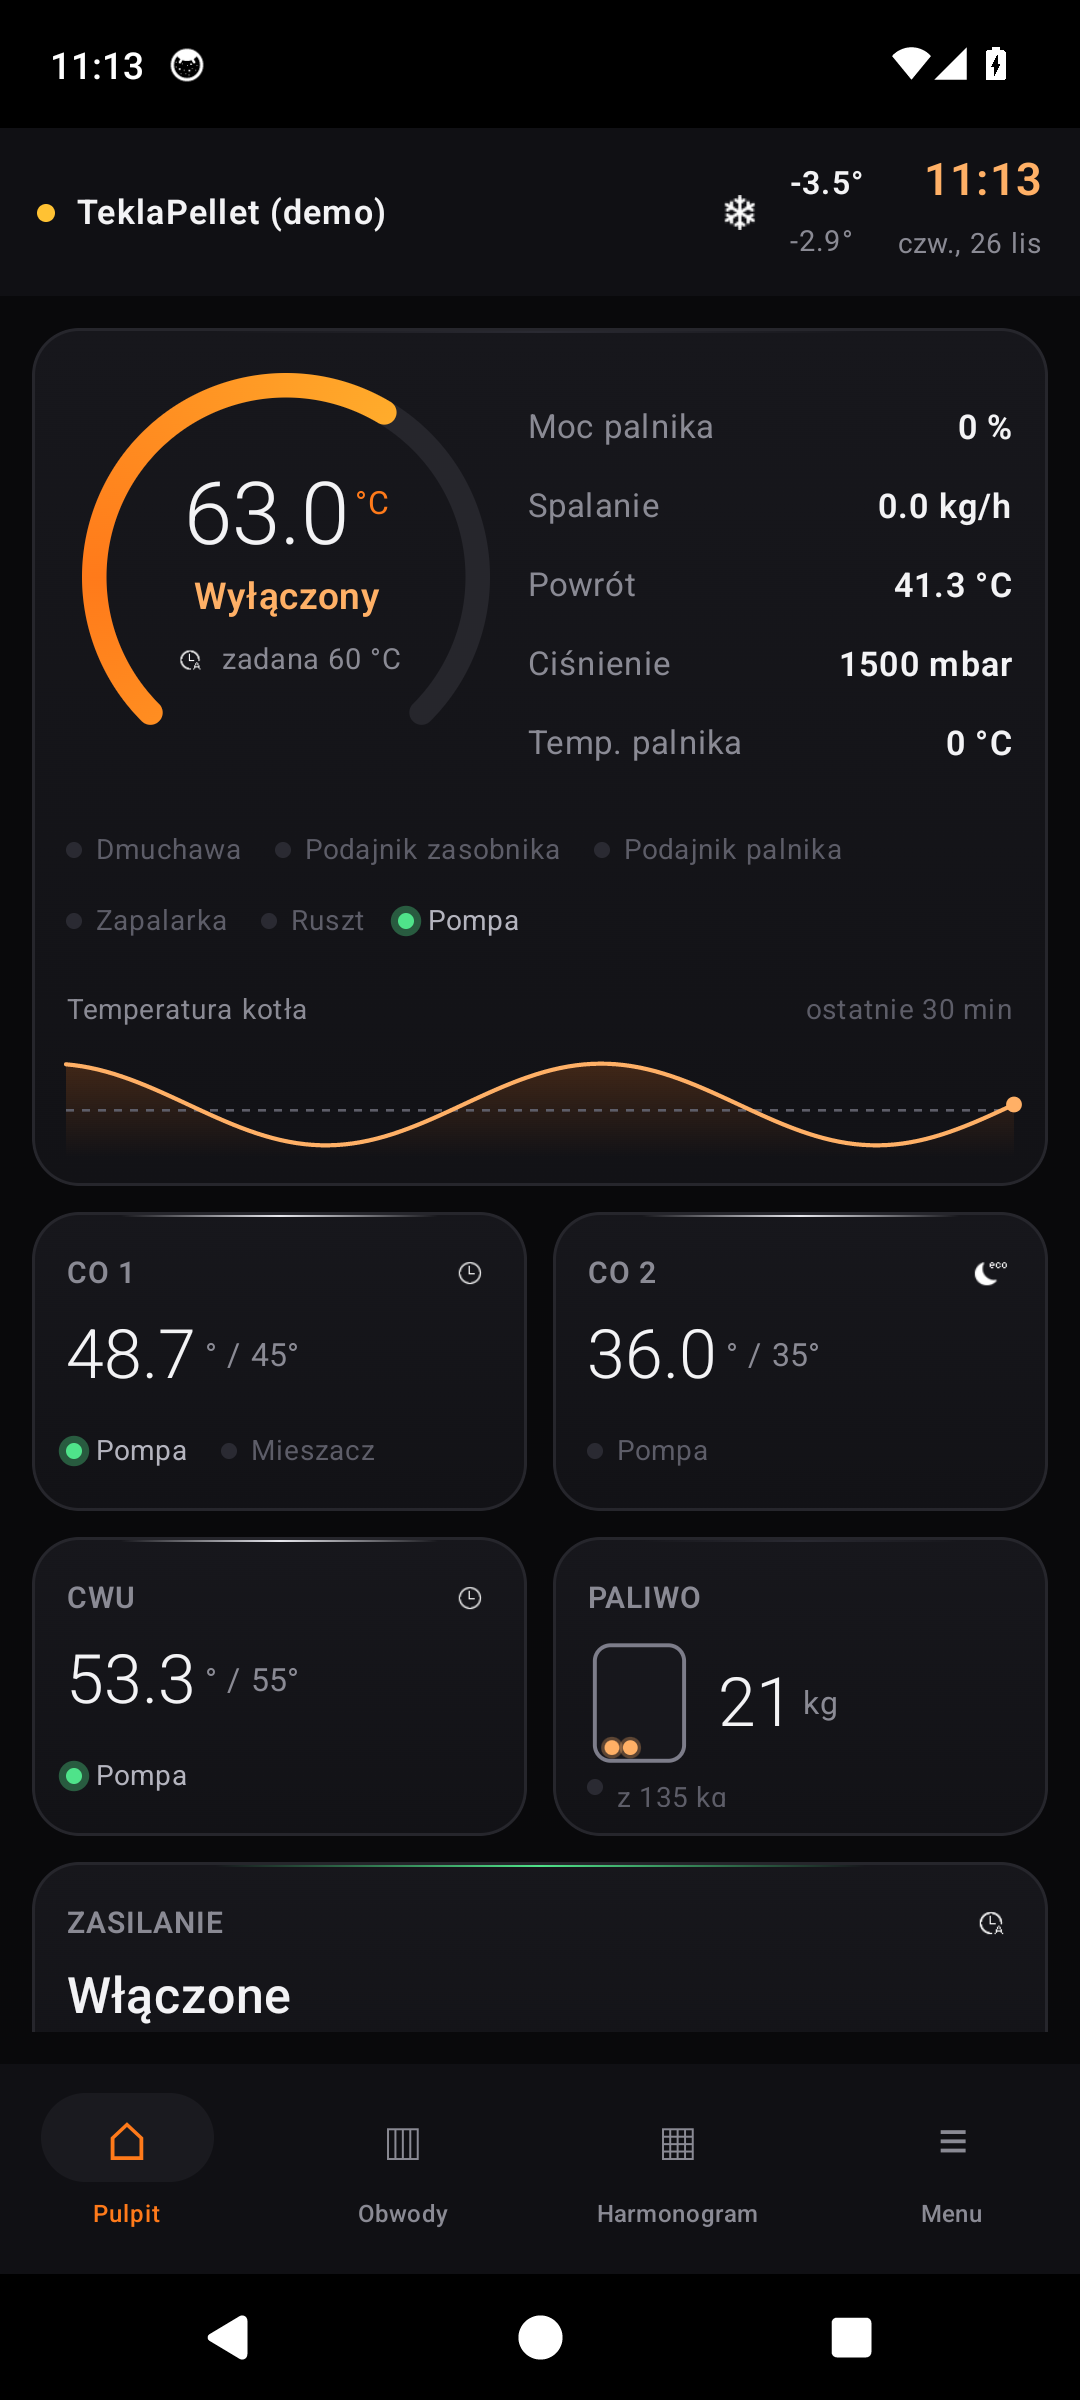 11:13
TeklaPellet (demo)
-3.5°
11:13
-2.9°
czw., 26 lis
63.0 °C
Wyłączony
zadana 60 °C
Moc palnika 0 %
Spalanie 0.0 kg/h
Powrót 41.3 °C
Ciśnienie 1500 mbar
Temp. palnika 0 °C
Dmuchawa Podajnik zasobnika Podajnik palnika
Zapalarka Ruszt Pompa
Temperatura kotła ostatnie 30 min
CO 1
48.7 ° / 45°
Pompa Mieszacz
CO 2 eco
36.0 ° / 35°
Pompa
CWU
53.3 ° / 55°
Pompa
PALIWO
21 kg
z 135 kg
ZASILANIE A
Włączone
Pulpit Obwody Harmonogram Menu